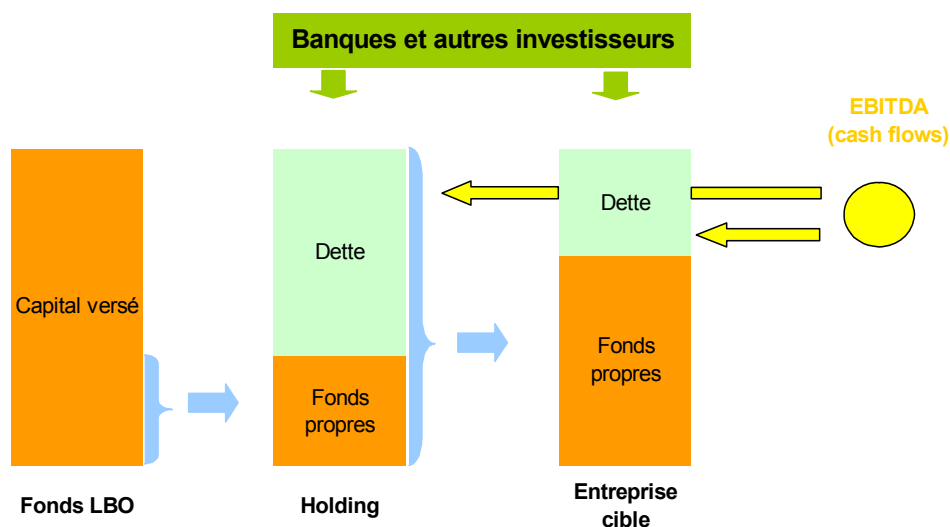 Banques et autres investisseurs
EBITDA
(cash flows)
Dette
Dette
Capital versé
Fonds
propres
Fonds
propres
Fonds LBO
Holding
Entreprise
cible